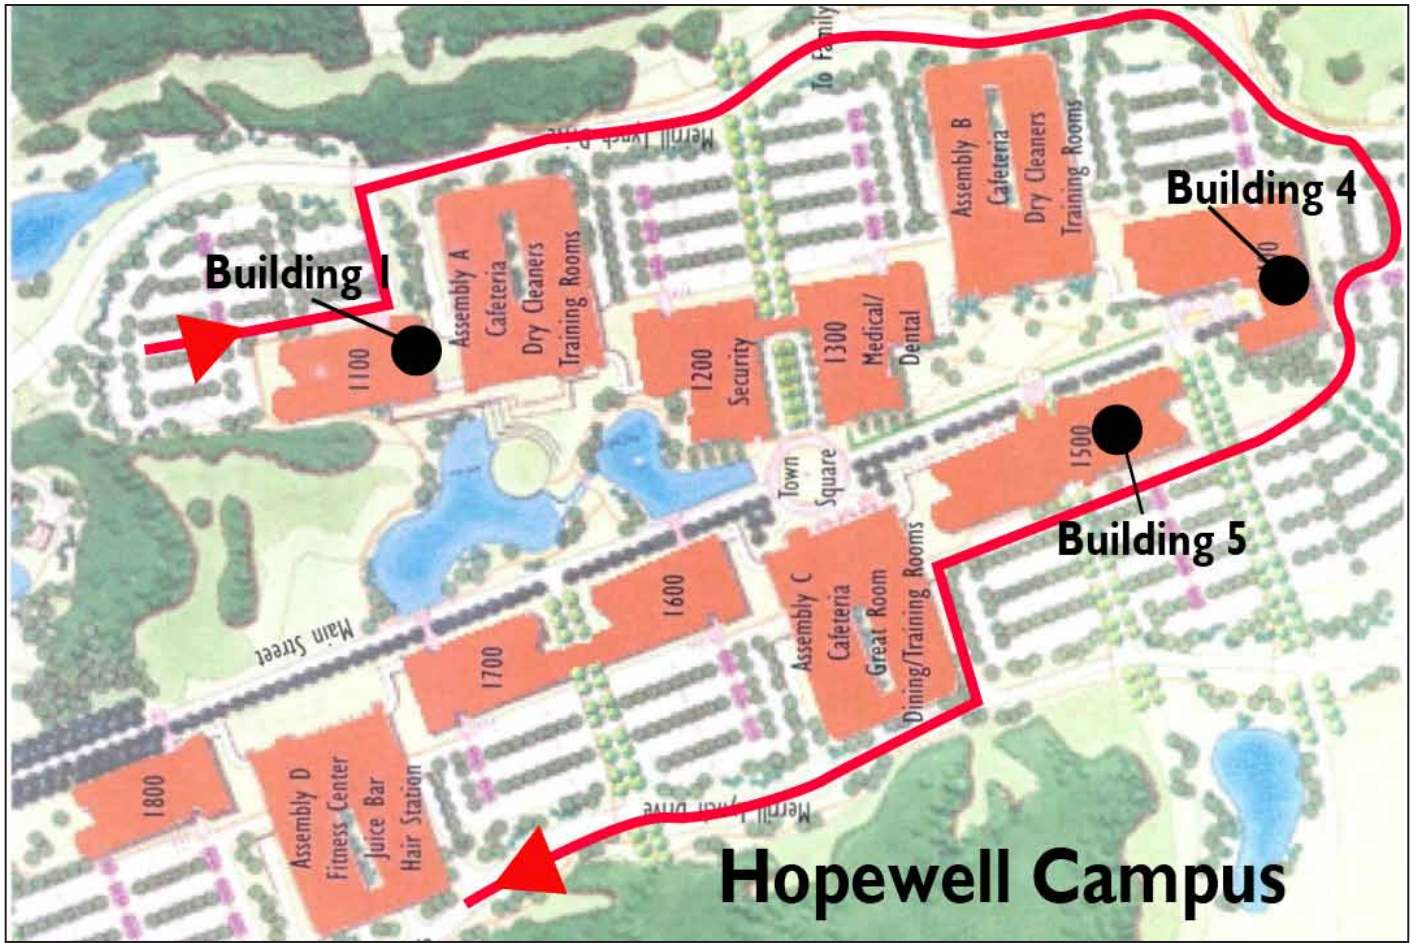 To Family
Merrill Lynch Drive
Assembly B
Cafeteria
Dry Cleaners
Training Rooms
Building 4
Building 1
Assembly A
Cafeteria
Dry Cleaners
Training Rooms
1100
1200
Security
1300
Medical/
Dental
1500
Building 5
Town
Square
Main Street
1600
1700
Assembly C
Cafeteria
Great Room
Dining/Training Rooms
1800
Assembly D
Fitness Center
Juice Bar
Hair Station
Merrill Lynch Drive
Hopewell Campus